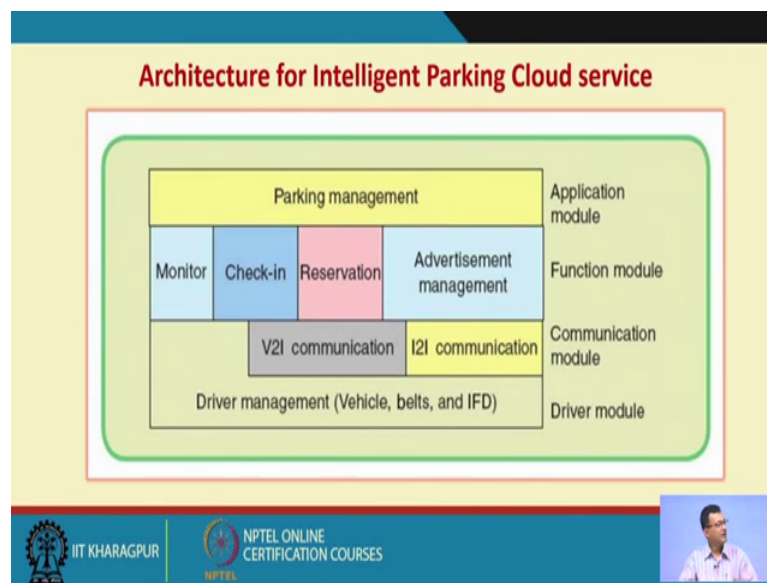 Architecture for Intelligent Parking Cloud service
Parking management
Application
module
Monitor
Check-in
Reservation
Advertisement
management
Function module
V2I communication
I2I communication
Communication
module
Driver management (Vehicle, belts, and IFD)
Driver module
IIT KHARAGPUR
NPTEL
NPTEL ONLINE
CERTIFICATION COURSES